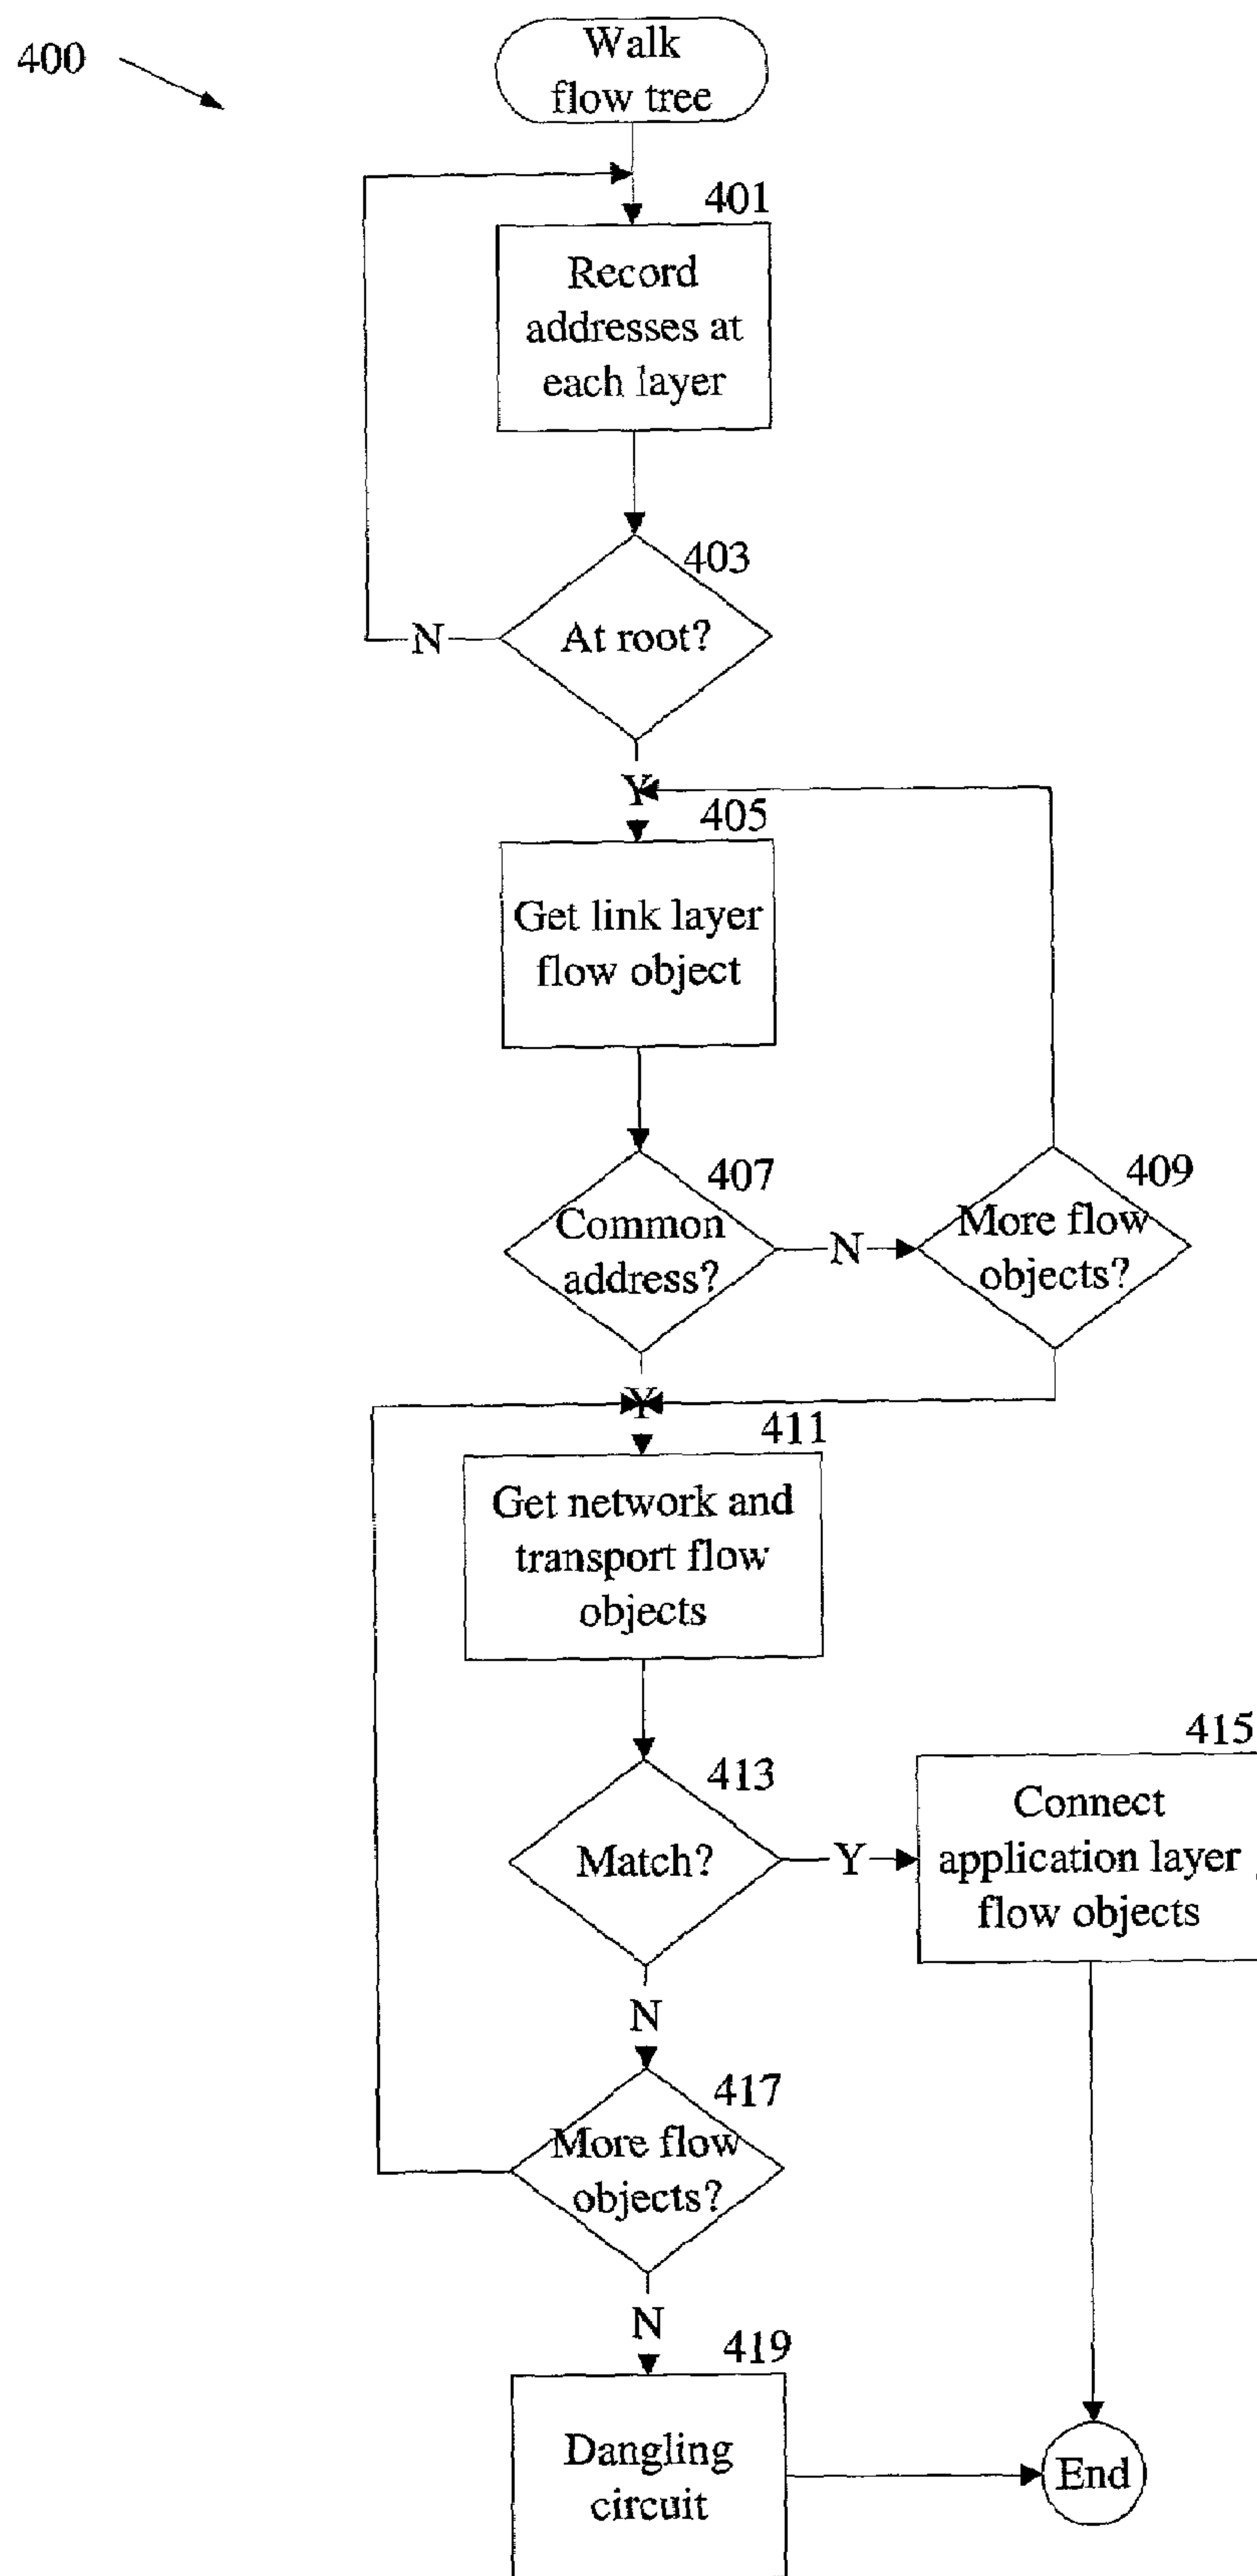 400
Walk
flow tree
401
Record
addresses at
each layer
403
At root?
N
Y
405
Get link layer
flow object
407
Common
address?
N
409
More flow
objects?
Y
411
Get network and
transport flow
objects
413
Match?
Y
415
Connect
application layer
flow objects
N
417
More flow
objects?
N
419
Dangling
circuit
End